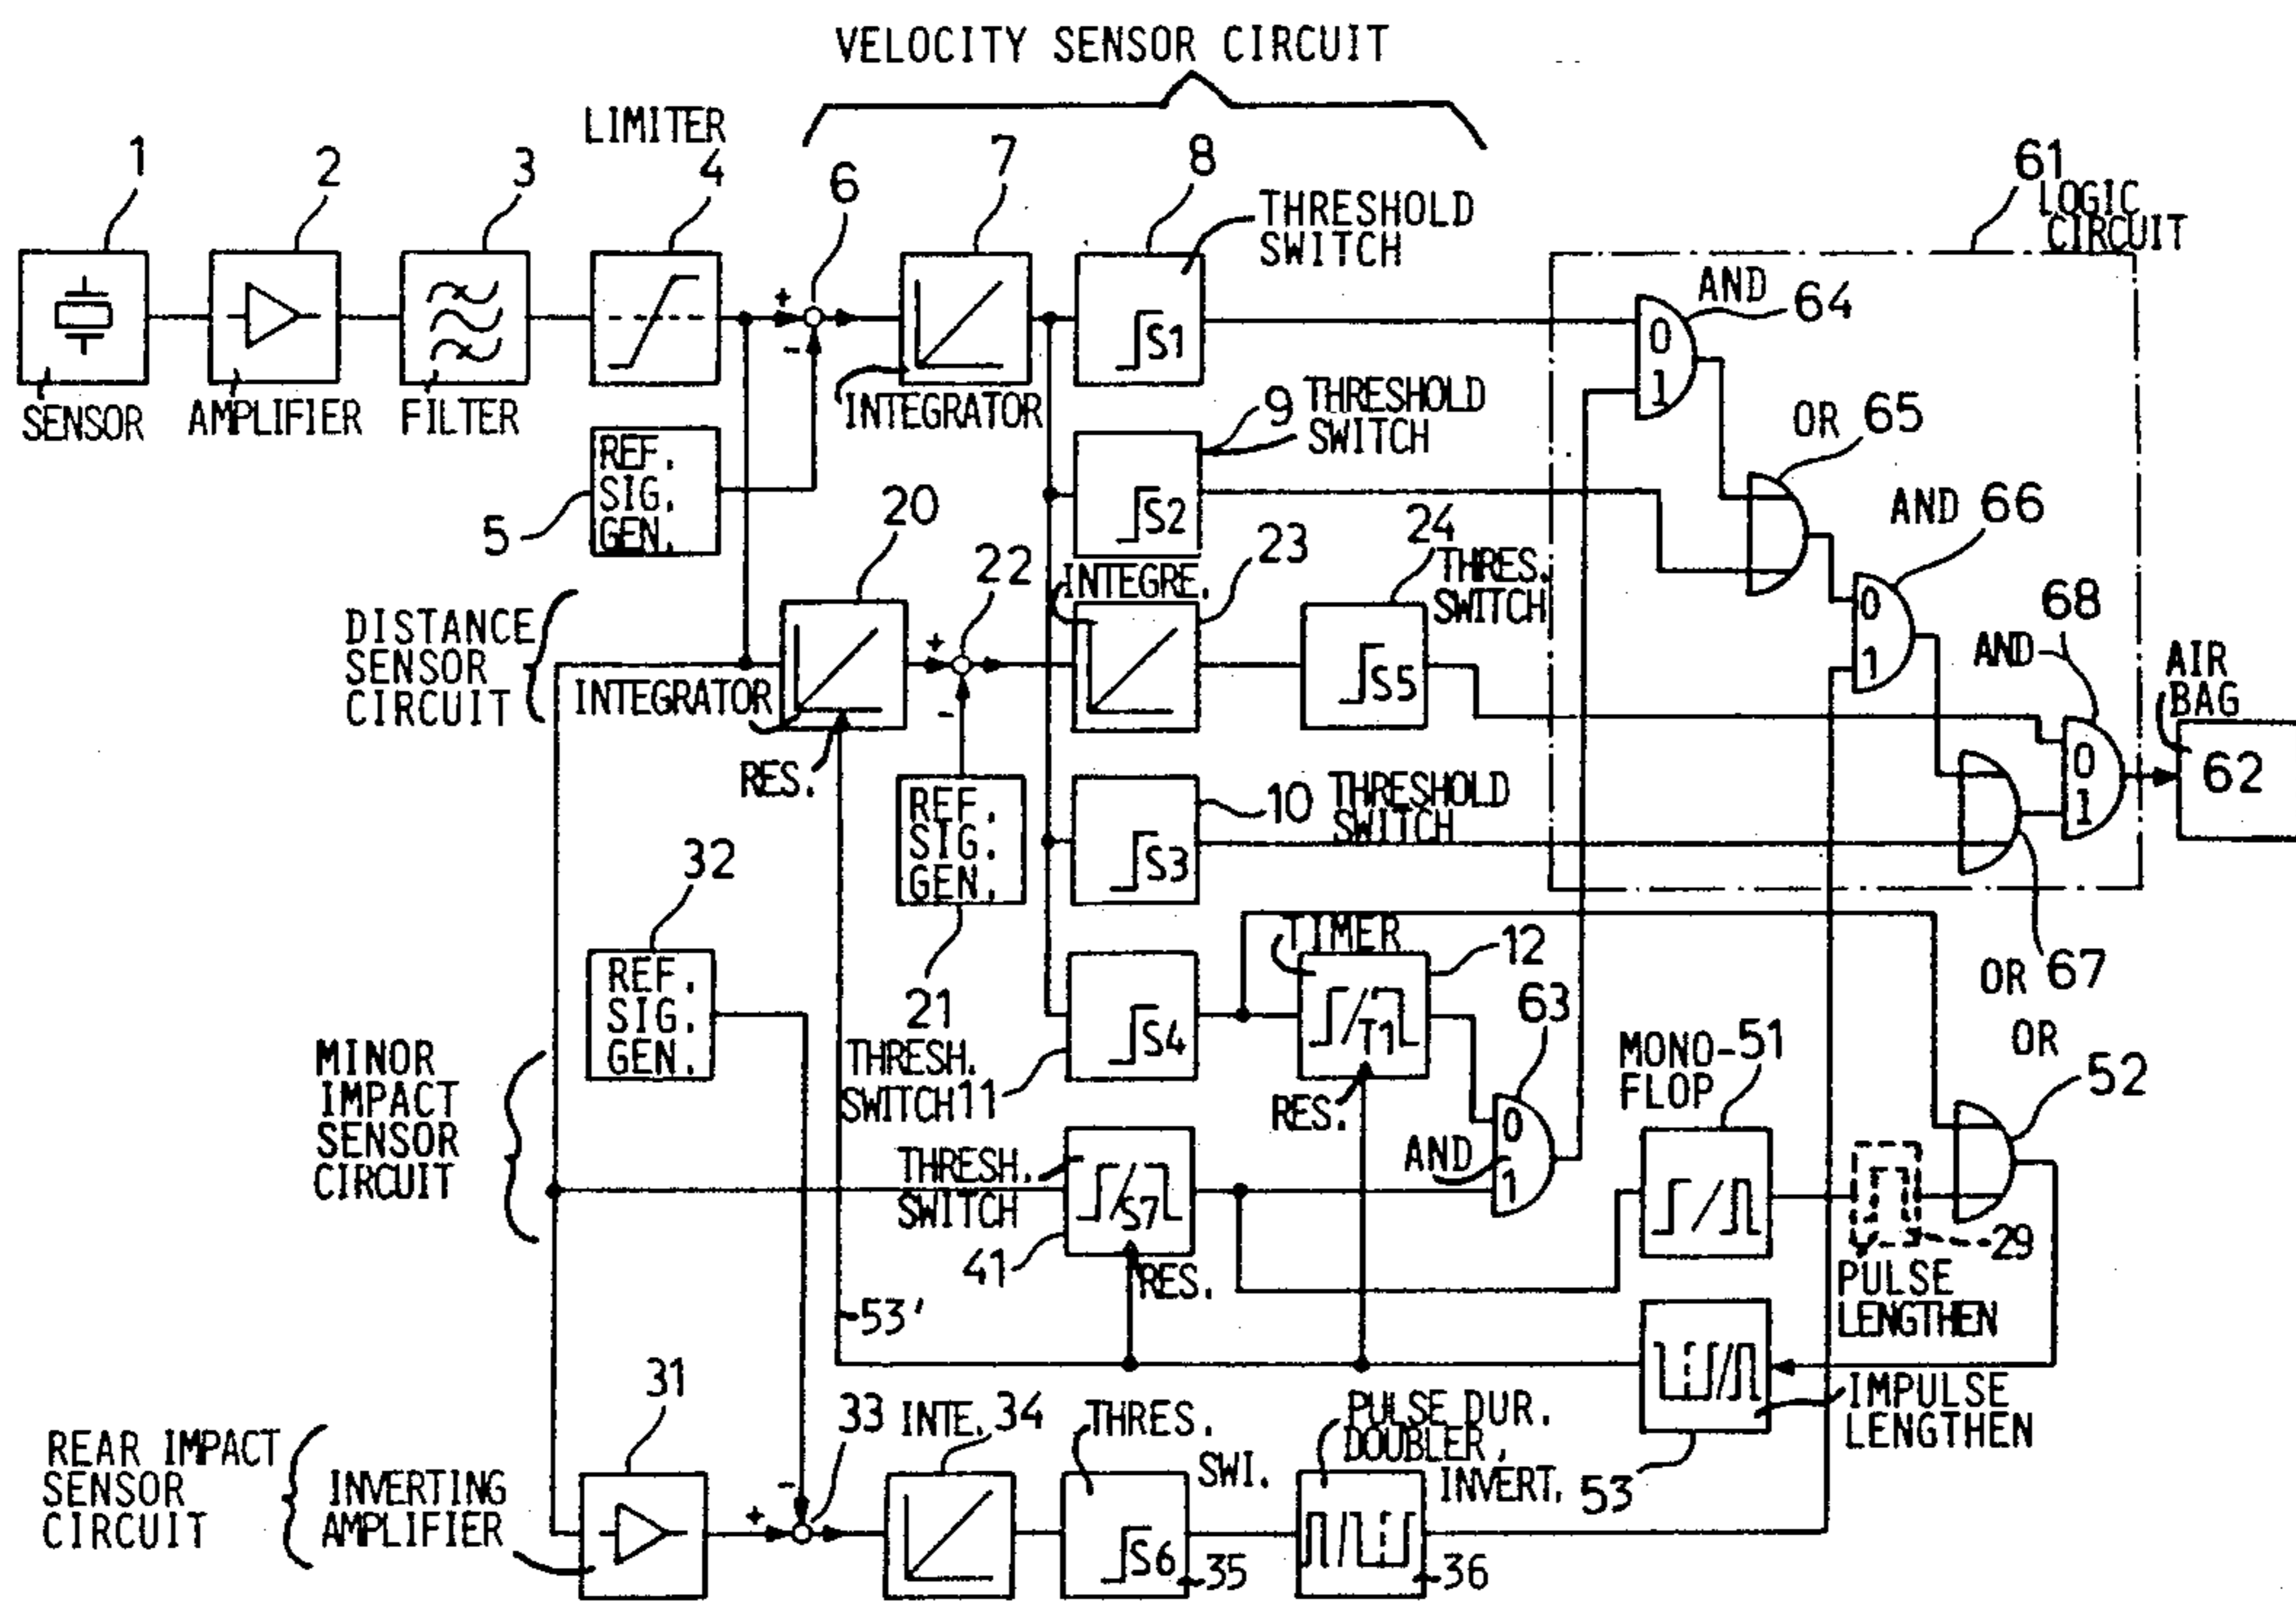 VELOCITY SENSOR CIRCUIT
LIMITER
1
2
3
4
6
7
8
THRESHOLD
SWITCH
61
LOGIC
CIRCUIT
+
-
S1
0
1
AND
64
SENSOR
AMPLIFIER
FILTER
INTEGRATOR
REF.
SIG.
GEN.
5
9
THRESHOLD
SWITCH
S2
OR 65
AND 66
0
1
20
22
INTEGRE.
23
24
THRES.
SWITCH
68
AND
DISTANCE
SENSOR
CIRCUIT
INTEGRATOR
RES.
+
-
S5
0
1
AIR
BAG
62
REF.
SIG.
GEN.
21
10
THRESHOLD
SWITCH
S3
OR 67
32
REF.
SIG.
GEN.
TIMER
12
63
THRESH.
SWITCH 11
S4
T1
RES.
0
1
AND
MONO-
FLOP
51
OR
52
MINOR
IMPACT
SENSOR
CIRCUIT
THRESH.
SWITCH
S7
41
RES.
29
PULSE
LENGTHEN
53'
IMPULSE
LENGTHEN
53
REAR IMPACT
SENSOR
CIRCUIT
INVERTING
AMPLIFIER
31
+
-
33
INTE. 34
THRES.
SWI.
S6
35
PULSE DUR.
DOUBLER,
INVERT.
36